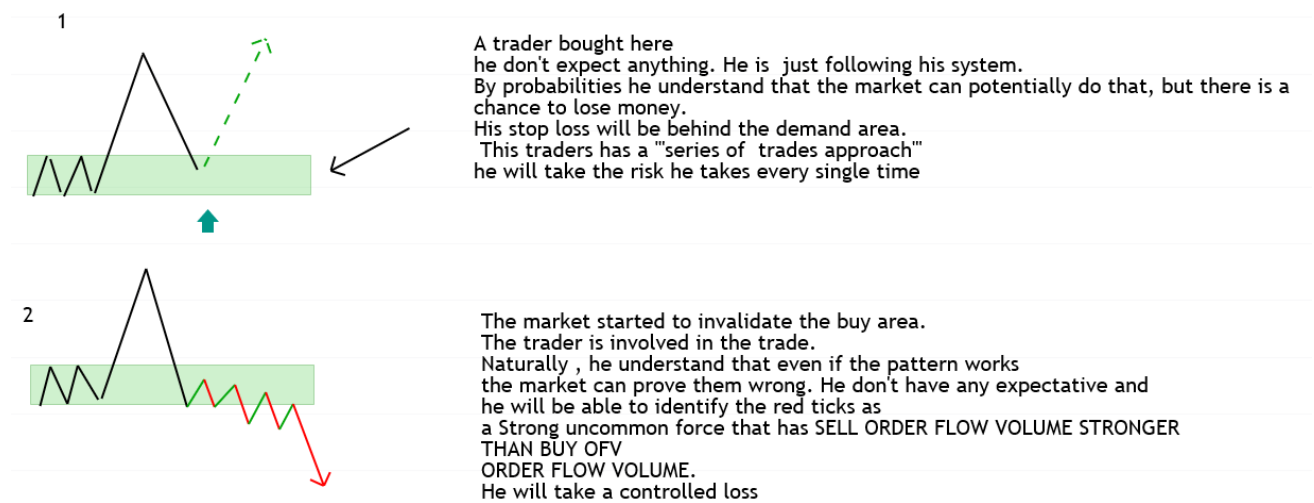 1
A trader bought here
he don't expect anything. He is just following his system.
By probabilities he understand that the market can potentially do that, but there is a
chance to lose money.
His stop loss will be behind the demand area.
This traders has a '"series of trades approach"'
he will take the risk he takes every single time
2
The market started to invalidate the buy area.
The trader is involved in the trade.
Naturally , he understand that even if the pattern works
the market can prove them wrong. He don't have any expectative and
he will be able to identify the red ticks as
a Strong uncommon force that has SELL ORDER FLOW VOLUME STRONGER
THAN BUY OFV
ORDER FLOW VOLUME.
He will take a controlled loss